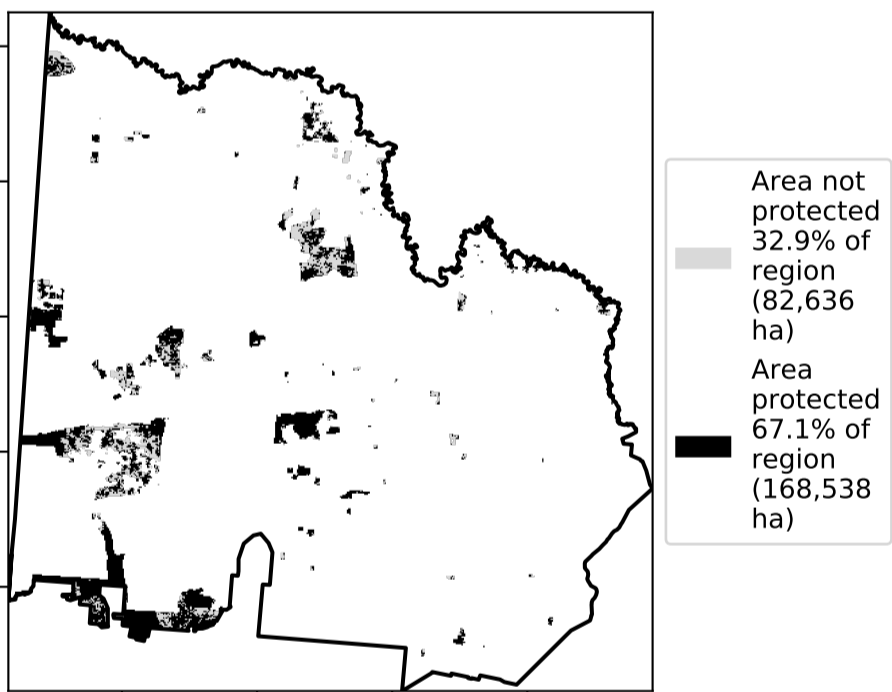 Area not
protected
32.9% of
region
(82,636
ha)
Area
protected
67.1% of
region
(168,538
ha)